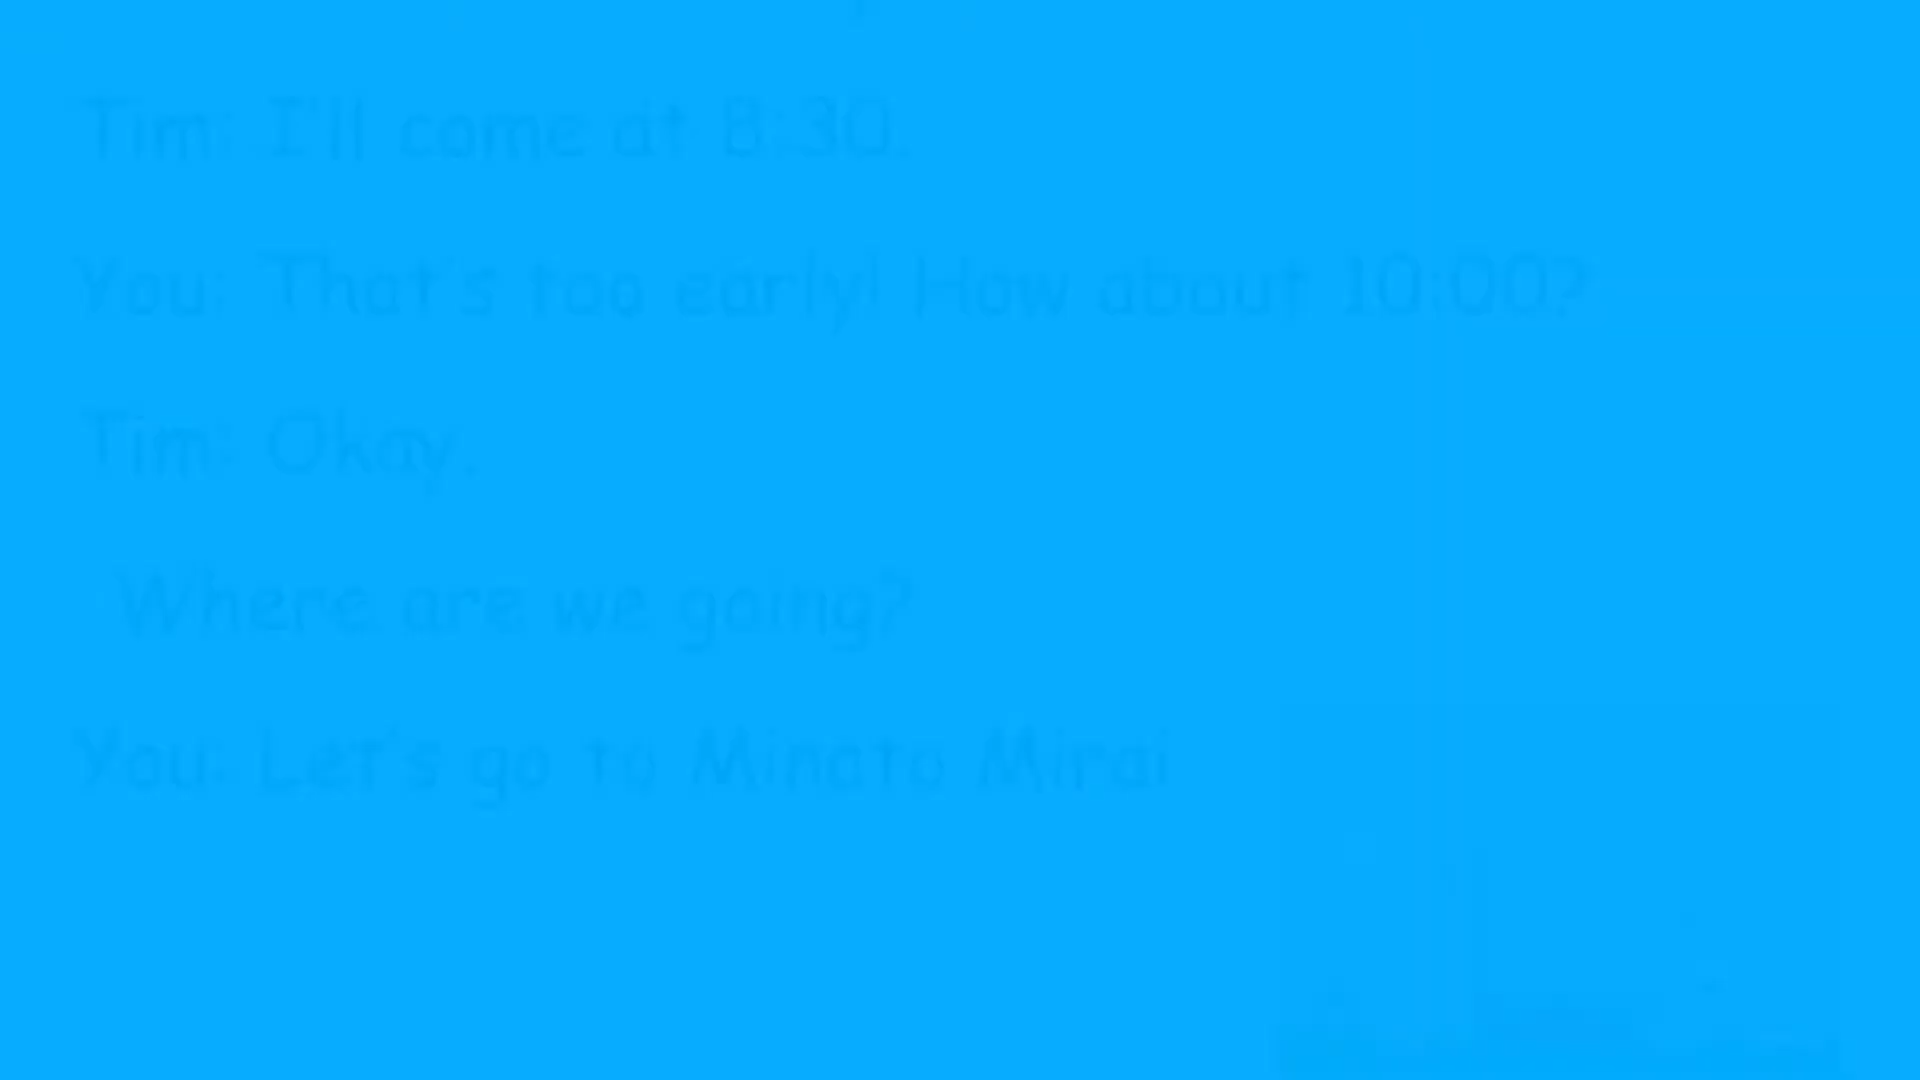 Tim: I'll come at 8:30.
You: That's too early! How about 10:00?
Tim: Okay.
Where are we going?
You: Let's go to Minato Mirai